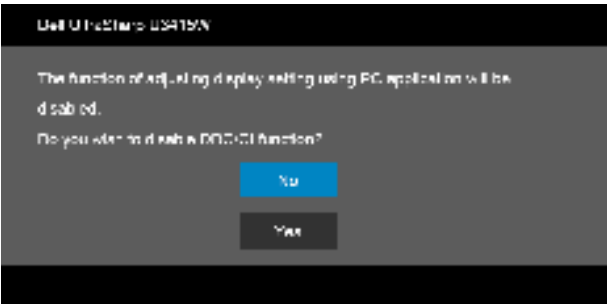 Dell UltraSharp U3415W
The function of adjusting display setting using PC application will be
disabled.
Do you wish to disable DDC/CI function?
No
Yes